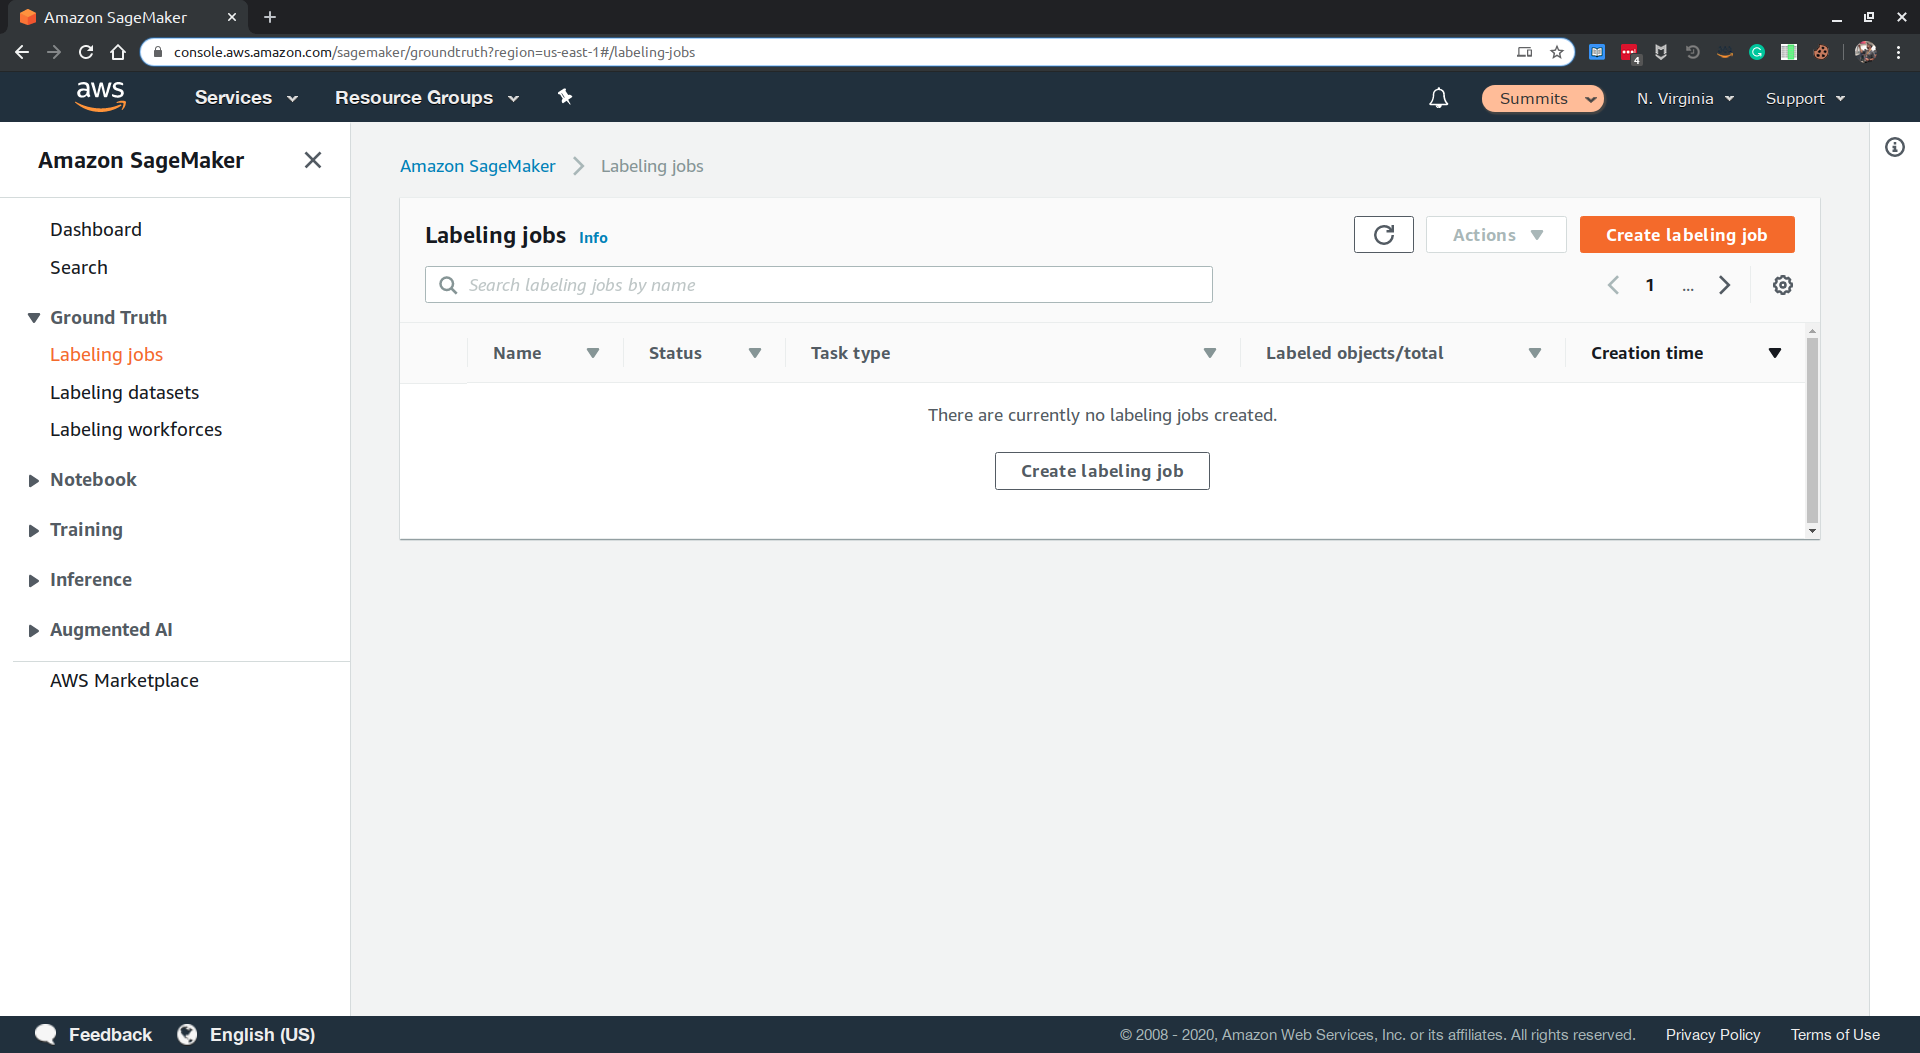 Amazon SageMaker
console.aws.amazon.com/sagemaker/groundtruth?region=us-east-1#/labeling-jobs
4
aws
Services
Resource Groups
Summits
N. Virginia
Support
Amazon SageMaker
Dashboard
Search
Ground Truth
Labeling jobs
Labeling datasets
Labeling workforces
Notebook
Training
Inference
Augmented AI
AWS Marketplace
Amazon SageMaker
Labeling jobs
Labeling jobs Info
Actions
Create labeling job
Search labeling jobs by name
1 ...
Name
Status
Task type
Labeled objects/total
Creation time
There are currently no labeling jobs created.
Create labeling job
Feedback
English (US)
© 2008 - 2020, Amazon Web Services, Inc. or its affiliates. All rights reserved.
Privacy Policy
Terms of Use